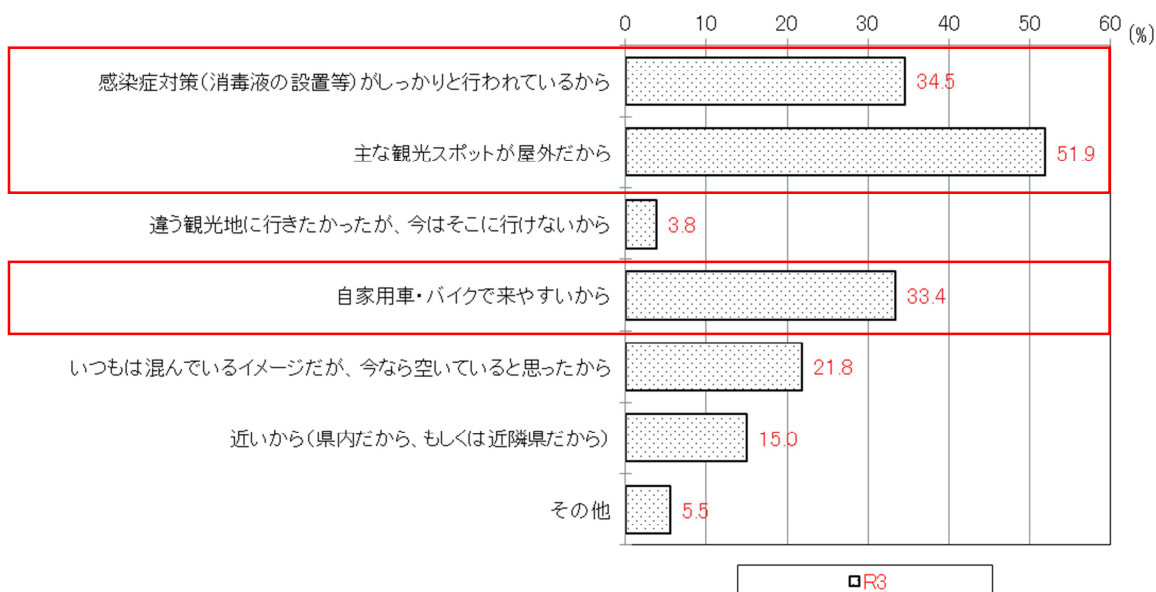 0 10 20 30 40 50 60 (%)
感染症対策(消毒液の設置等)がしっかりと行われているから 34.5
主な観光スポットが屋外だから 51.9
違う観光地に行きたかったが、今はそこに行けないから 3.8
自家用車・バイクで来やすいから 33.4
いつもは混んでいるイメージだが、今なら空いていると思ったから 21.8
近いから(県内だから、もしくは近隣県だから) 15.0
その他 5.5
R3